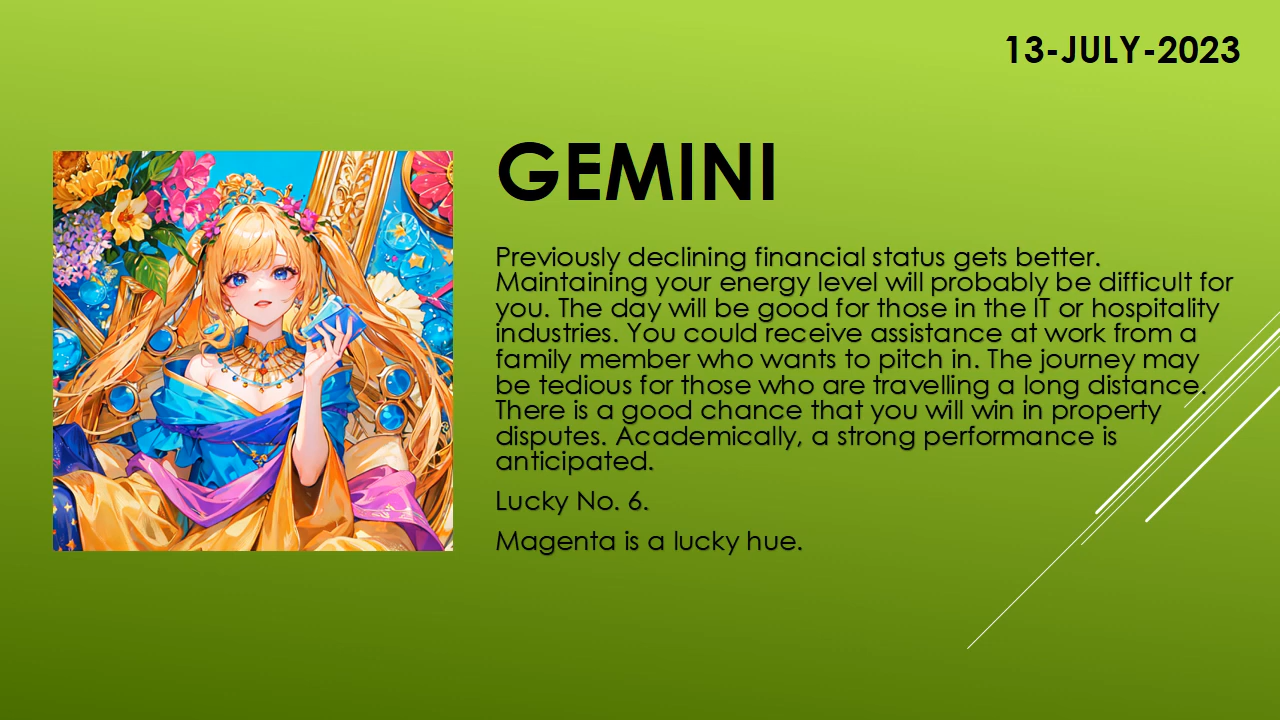 13-JULY-2023
GEMINI
Previously declining financial status gets better.
Maintaining your energy level will probably be difficult for
you. The day will be good for those in the IT or hospitality
industries. You could receive assistance at work from a
family member who wants to pitch in. The journey may
be tedious for those who are travelling a long distance.
There is a good chance that you will win in property
disputes. Academically, a strong performance is
anticipated.
Lucky No. 6.
Magenta is a lucky hue.